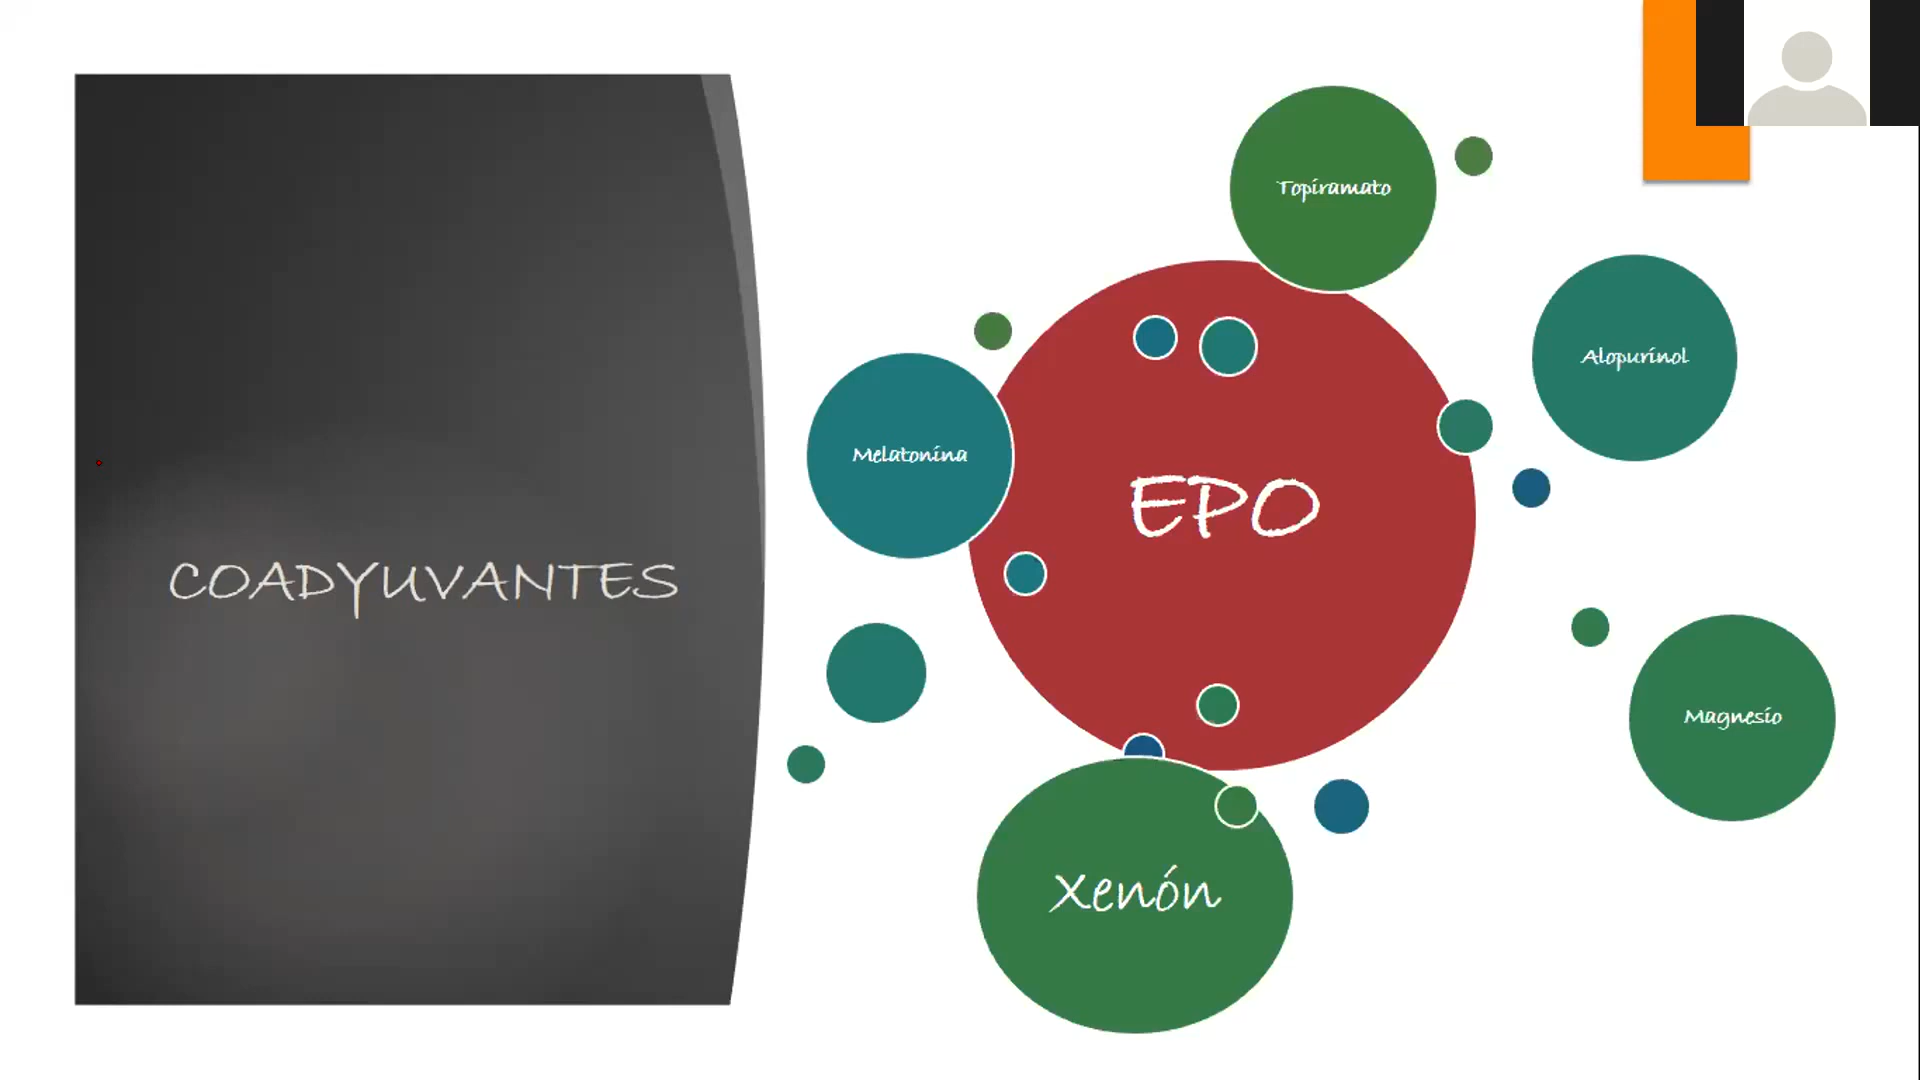 COADYUVANTES
Topiramato
Alopurinol
Melatonina
EPO
Magnesio
Xenón